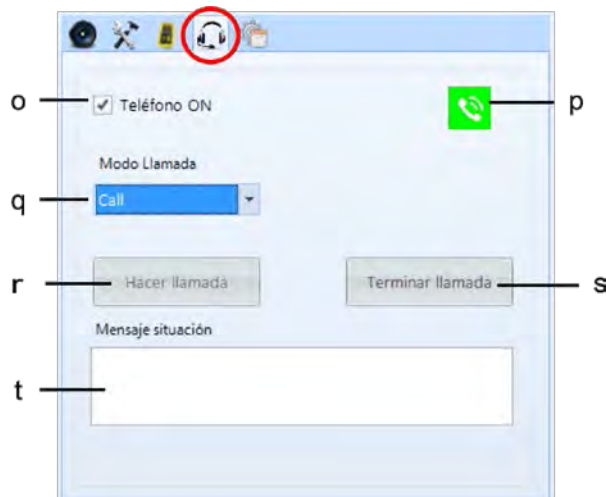 o
Teléfono ON
p
Modo Llamada
q
Call
r
Hacer llamada
Terminar llamada
s
Mensaje situación
t